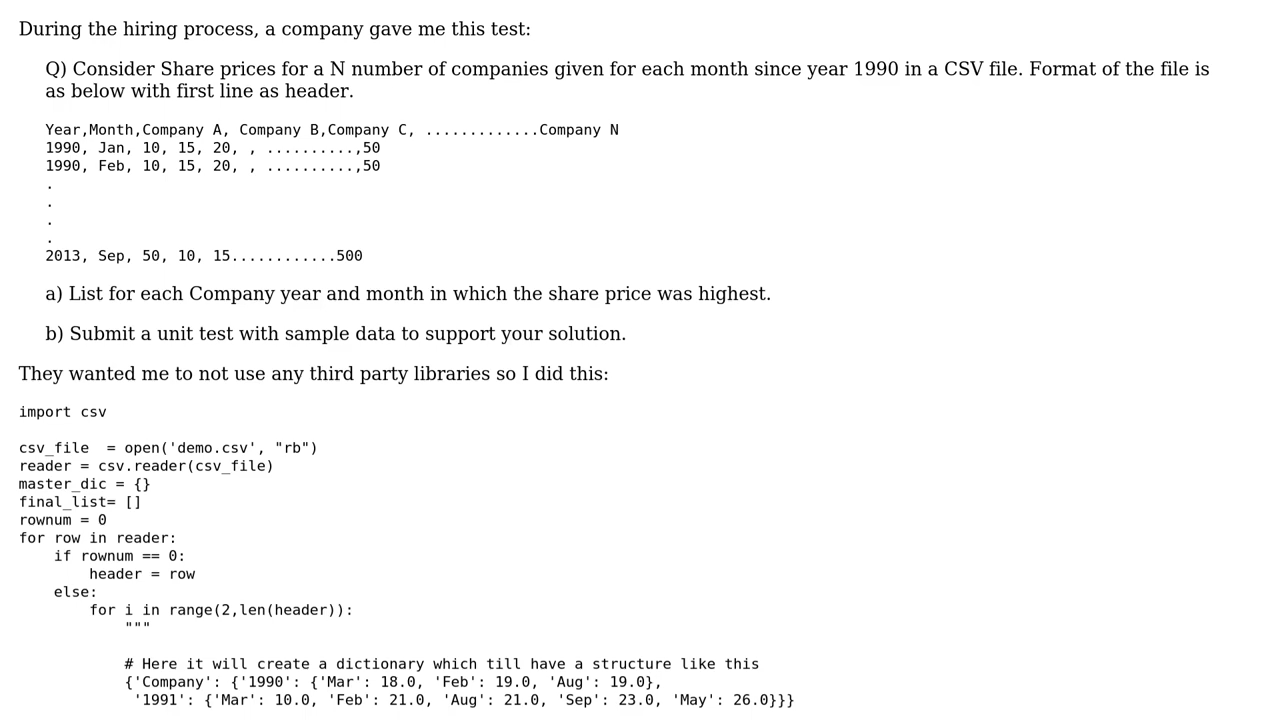 During the hiring process, a company gave me this test:
Q) Consider Share prices for a N number of companies given for each month since year 1990 in a CSV file. Format of the file is
as below with first line as header.
Year,Month,Company A, Company B,Company C, .............Company N
1990, Jan, 10, 15, 20, , ..........,50
1990, Feb, 10, 15, 20, , ..........,50
.
.
.
.
2013, Sep, 50, 10, 15............500
a) List for each Company year and month in which the share price was highest.
b) Submit a unit test with sample data to support your solution.
They wanted me to not use any third party libraries so I did this:
import csv
csv_file  = open('demo.csv', "rb")
reader = csv.reader(csv_file)
master_dic = {}
final_list= []
rownum = 0
for row in reader:
    if rownum == 0:
        header = row
    else:
        for i in range(2,len(header)):
            """
            # Here it will create a dictionary which till have a structure like this
            {'Company': {'1990': {'Mar': 18.0, 'Feb': 19.0, 'Aug': 19.0},
             '1991': {'Mar': 10.0, 'Feb': 21.0, 'Aug': 21.0, 'Sep': 23.0, 'May': 26.0}}}